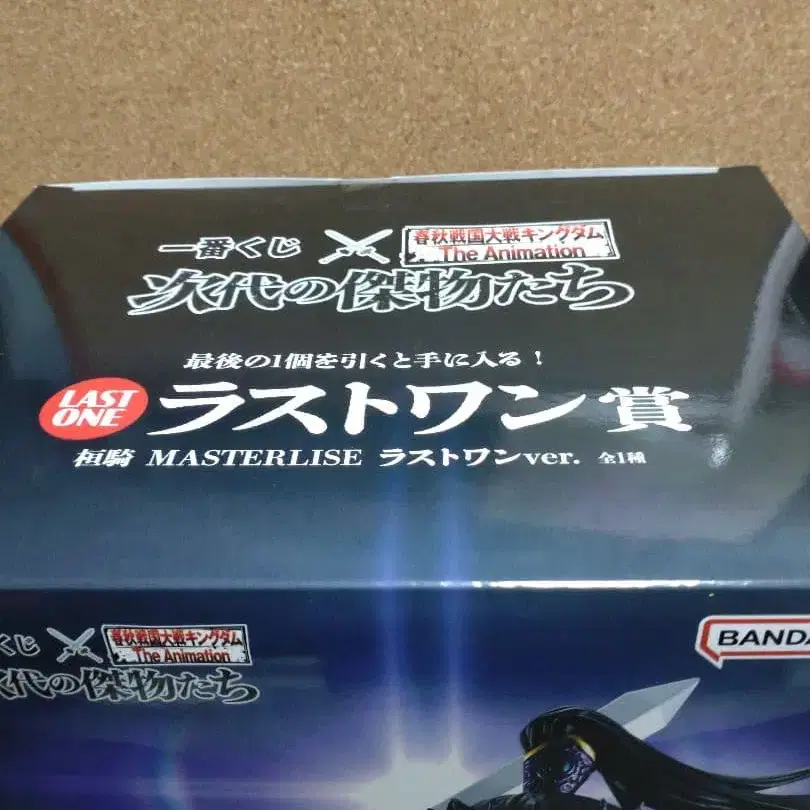 一番くじ
春秋戦国大戦キングダム
The Animation
次代の傑物たち
最後の1個を引くと手に入る!
LAST
ONE
ラストワン賞
桓騎 MASTERLISE ラストワンver. 全1種
くじ
春秋戦国大戦キングダム
The Animation
代の傑物たち
BANDA